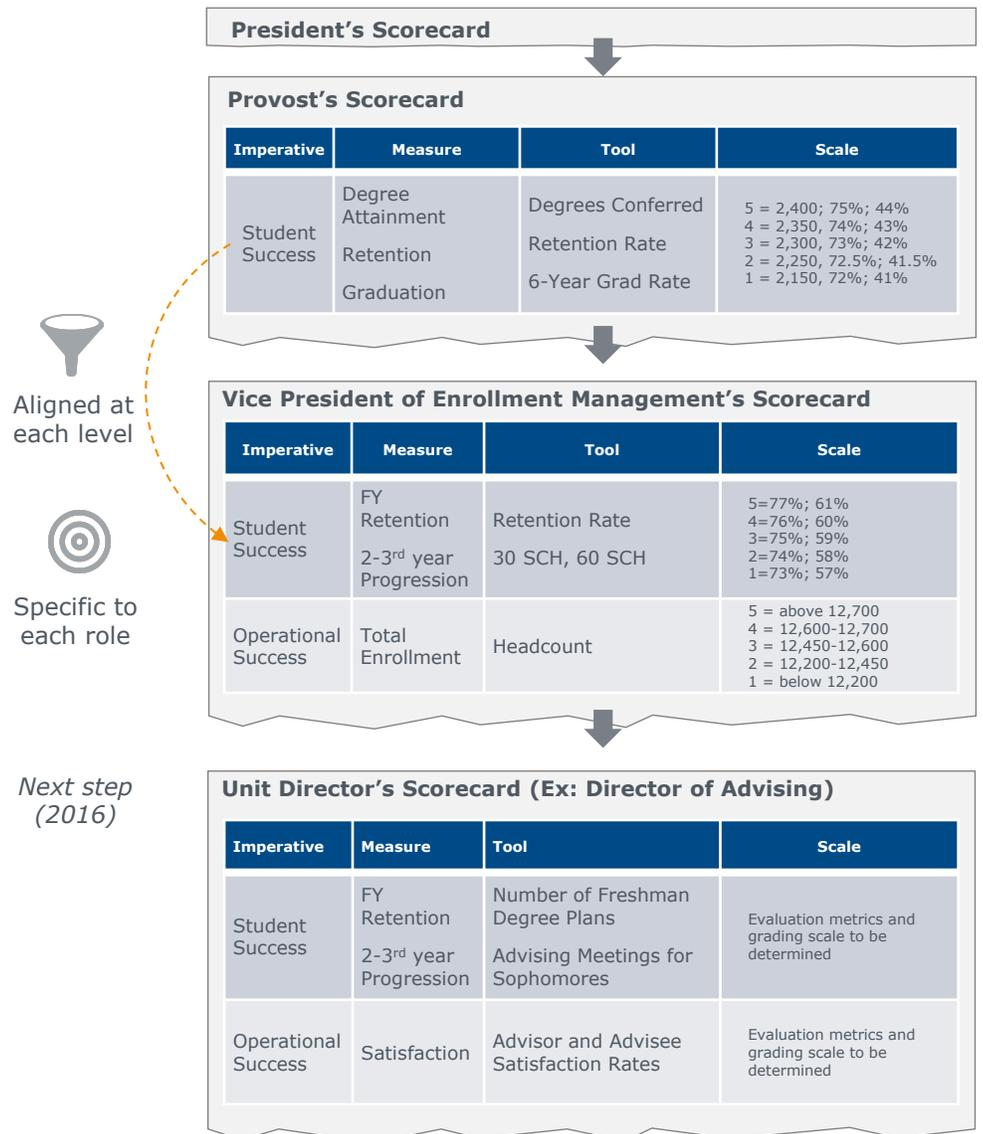 President's Scorecard
Provost's Scorecard
Imperative
Measure
Tool
Scale
Student
Success
Degree
Attainment
Retention
Graduation
Degrees Conferred
Retention Rate
6-Year Grad Rate
5 = 2,400; 75%; 44%
4 = 2,350, 74%; 43%
3 = 2,300, 73%; 42%
2 = 2,250, 72.5%; 41.5%
1 = 2,150, 72%; 41%
Aligned at
each level
Vice President of Enrollment Management's Scorecard
Imperative
Measure
Tool
Scale
Student
Success
FY
Retention
2-3rd year
Progression
Retention Rate
30 SCH, 60 SCH
5=77%; 61%
4=76%; 60%
3=75%; 59%
2=74%; 58%
1=73%; 57%
Specific to
each role
Operational
Success
Total
Enrollment
Headcount
5 = above 12,700
4 = 12,600-12,700
3 = 12,450-12,600
2 = 12,200-12,450
1 = below 12,200
Next step
(2016)
Unit Director's Scorecard (Ex: Director of Advising)
Imperative
Measure
Tool
Scale
Student
Success
FY
Retention
2-3rd year
Progression
Number of Freshman
Degree Plans
Advising Meetings for
Sophomores
Evaluation metrics and
grading scale to be
determined
Operational
Success
Satisfaction
Advisor and Advisee
Satisfaction Rates
Evaluation metrics and
grading scale to be
determined